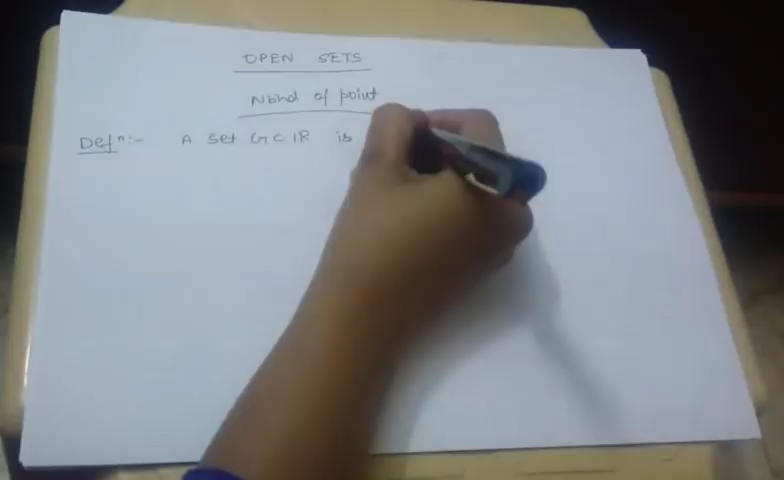 OPEN SETS
Nbhd of point
Defⁿ:- A set G ⊂ IR is